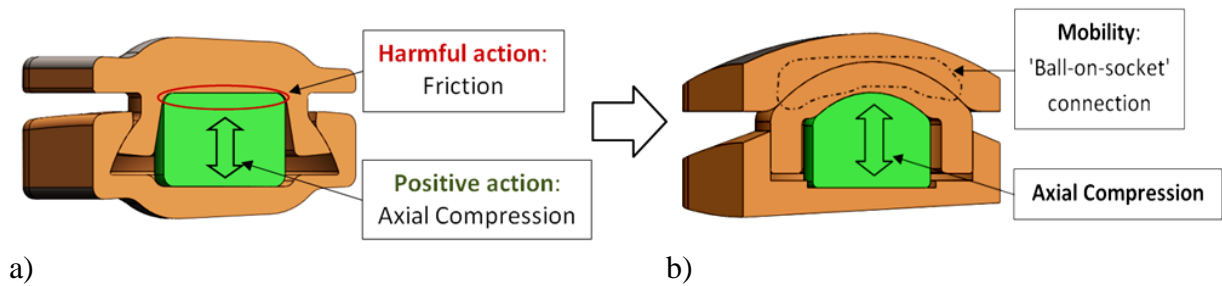 Harmful action:
Friction
Positive action:
Axial Compression
a)
Mobility:
'Ball-on-socket'
connection
Axial Compression
b)